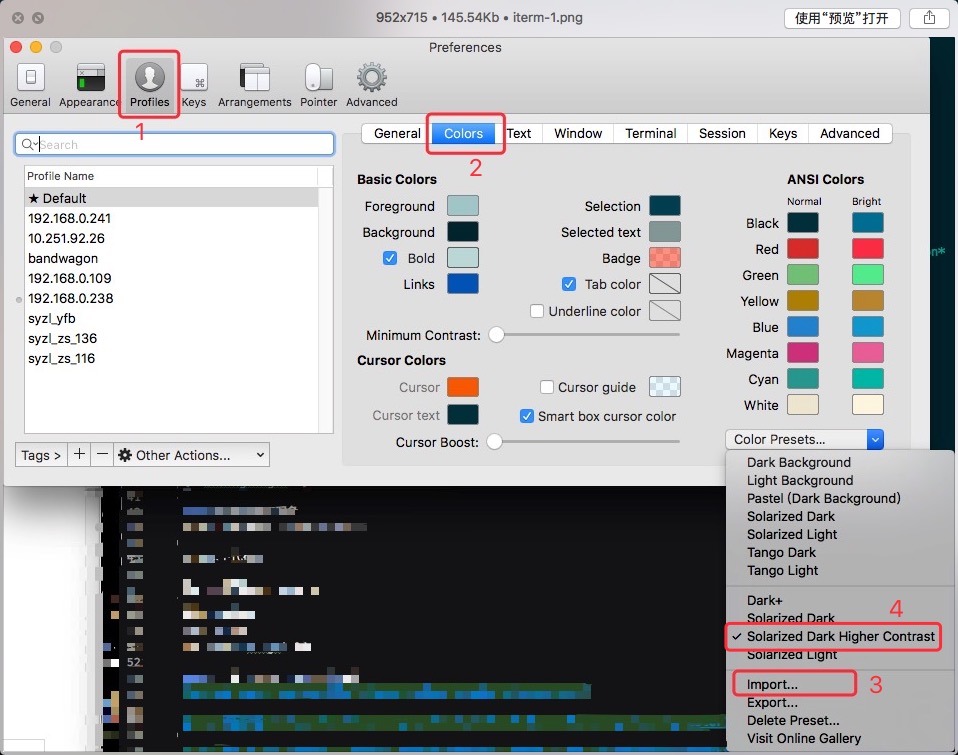 952x715 • 145.54Kb • iterm-1.png
使用“预览”打开
Preferences
General Appearance Profiles Keys Arrangements Pointer Advanced
1
Search
Profile Name
★ Default
192.168.0.241
10.251.92.26
bandwagon
192.168.0.109
192.168.0.238
syzl_yfb
syzl_zs_136
syzl_zs_116
Tags > + − Other Actions...
General Colors Text Window Terminal Session Keys Advanced
2
Basic Colors
Foreground
Background
Bold
Links
Selection
Selected text
Badge
Tab color
Underline color
Minimum Contrast:
Cursor Colors
Cursor
Cursor text
Cursor guide
Smart box cursor color
Cursor Boost:
ANSI Colors
Normal Bright
Black
Red
Green
Yellow
Blue
Magenta
Cyan
White
Color Presets...
Dark Background
Light Background
Pastel (Dark Background)
Solarized Dark
Solarized Light
Tango Dark
Tango Light
Dark+
Solarized Dark
4
✓ Solarized Dark Higher Contrast
Solarized Light
Import...
3
Export...
Delete Preset...
Visit Online Gallery
on*
52